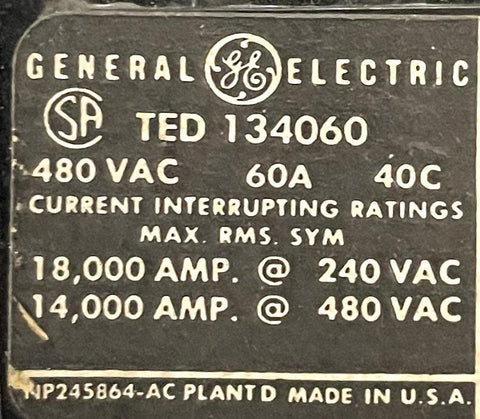 GENERAL GE ELECTRIC
SA TED 134060
480 VAC 60A 40C
CURRENT INTERRUPTING RATINGS
MAX. RMS. SYM
18,000 AMP. @ 240 VAC
14,000 AMP. @ 480 VAC
NP245864-AC PLANT D MADE IN U.S.A.